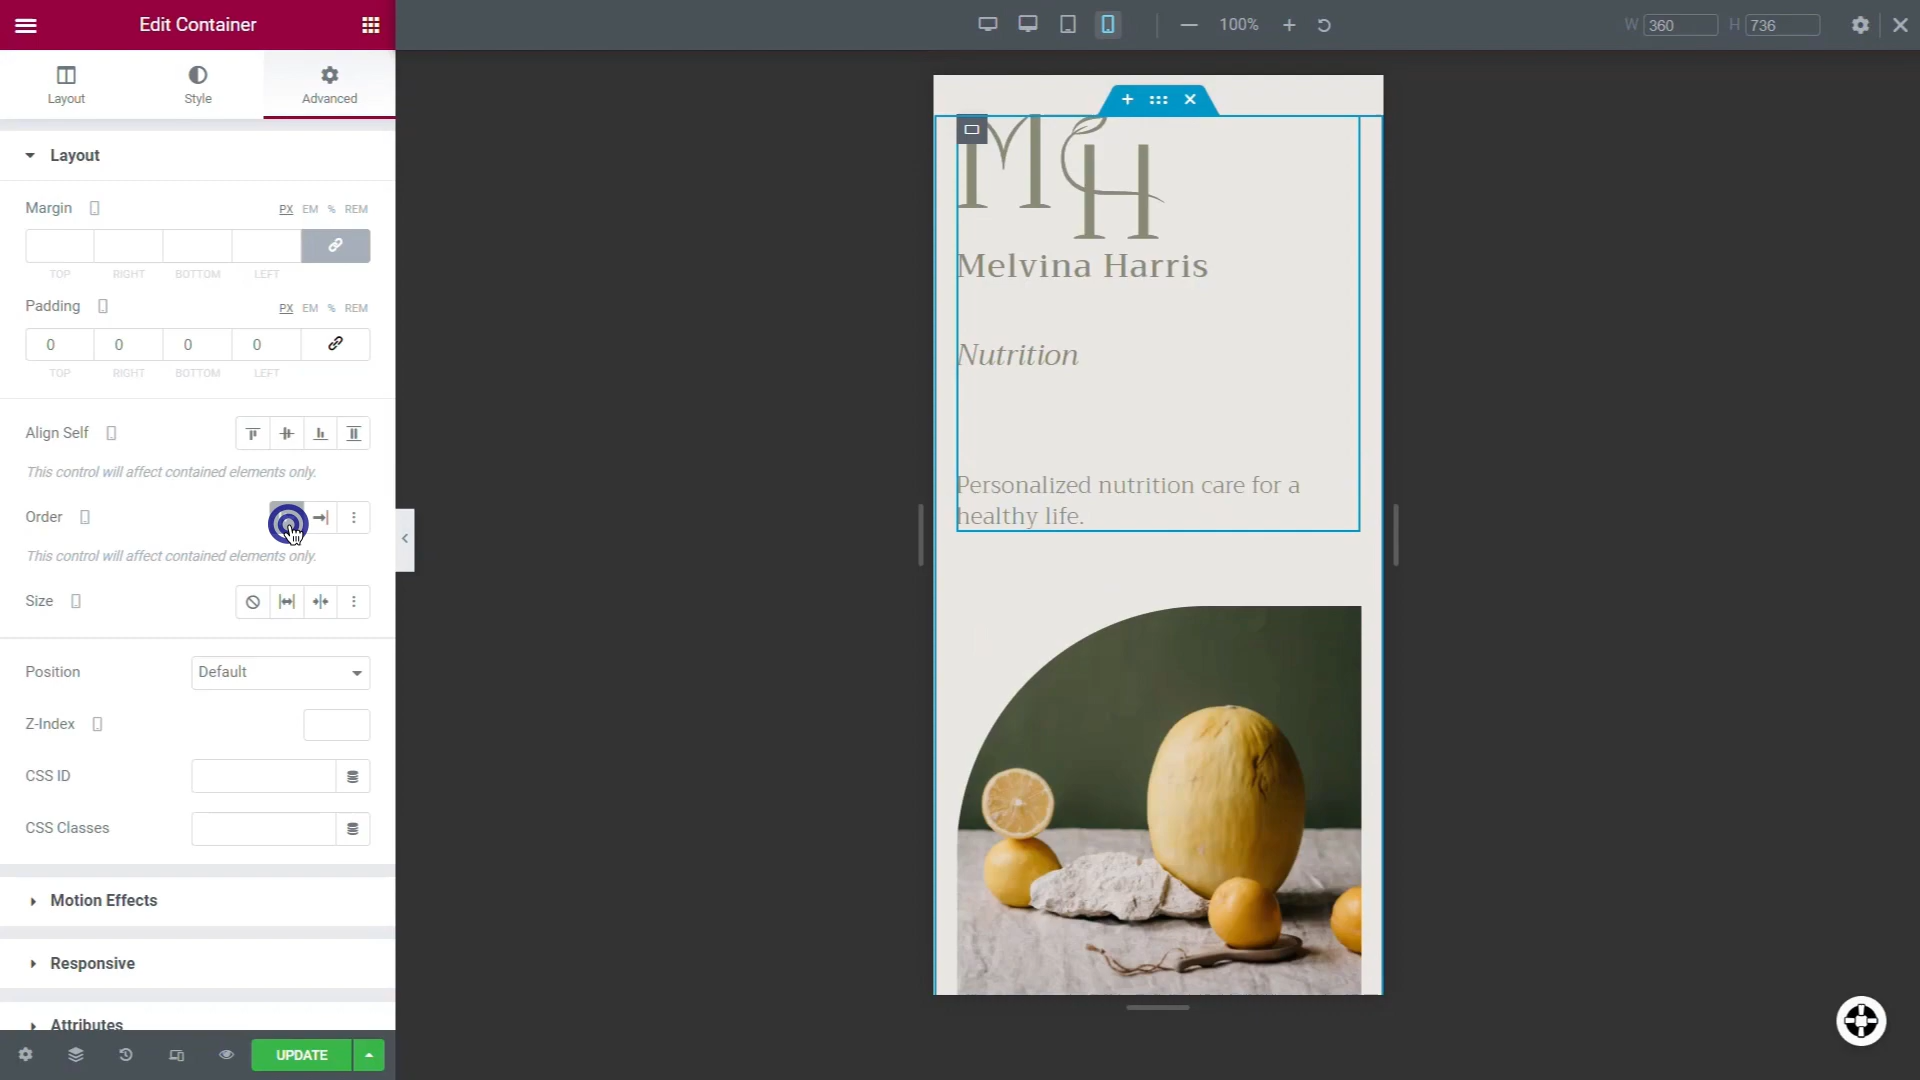 Edit Container
100%
W 360 H 736
Layout Style Advanced
Layout
Margin PX EM % REM
TOP RIGHT BOTTOM LEFT
Padding PX EM % REM
0 0 0 0
TOP RIGHT BOTTOM LEFT
Align Self
This control will affect contained elements only.
Order
This control will affect contained elements only.
Size
Position Default
Z-Index
CSS ID
CSS Classes
Motion Effects
Responsive
Attributes
UPDATE
MH
Melvina Harris
Nutrition
Personalized nutrition care for a
healthy life.